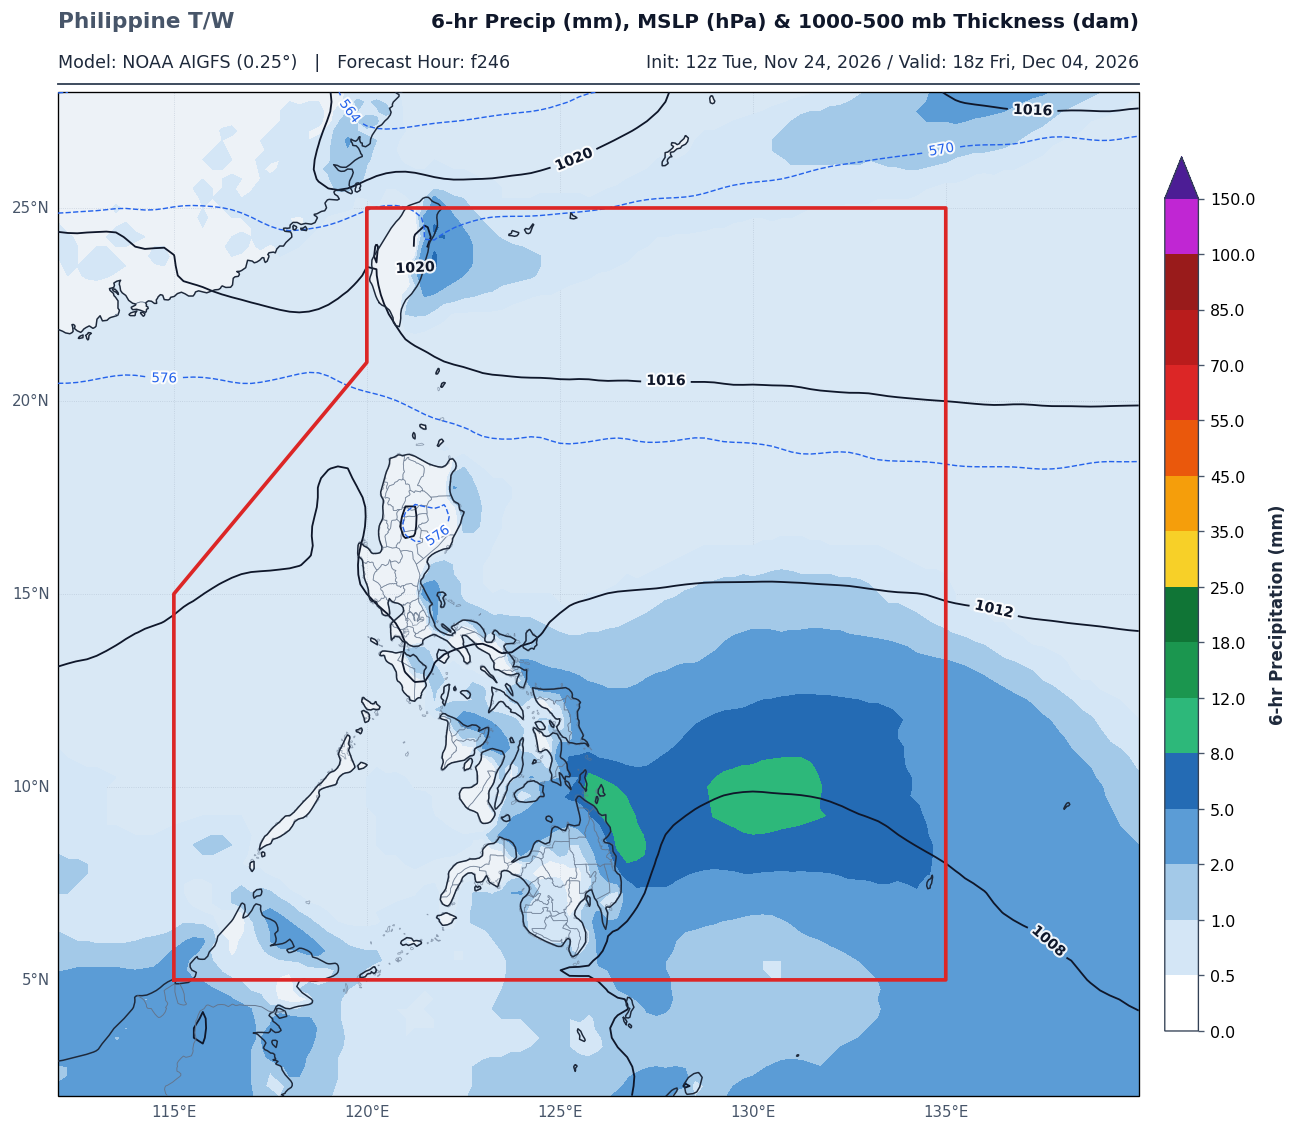 Philippine T/W
6-hr Precip (mm), MSLP (hPa) & 1000-500 mb Thickness (dam)
Model: NOAA AIGFS (0.25°) | Forecast Hour: f246
Init: 12z Tue, Nov 24, 2026 / Valid: 18z Fri, Dec 04, 2026
564
1016
1020
570
25°N
1020
576
1016
20°N
576
15°N
1012
10°N
1008
5°N
115°E
120°E
125°E
130°E
135°E
150.0
100.0
85.0
70.0
55.0
45.0
35.0
25.0
18.0
12.0
8.0
5.0
2.0
1.0
0.5
0.0
6-hr Precipitation (mm)